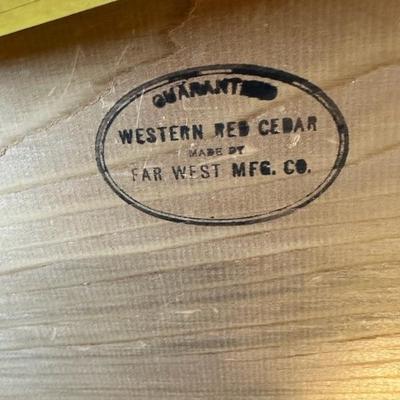 GUARANTEED
WESTERN RED CEDAR
MADE BY
FAR WEST MFG. CO.